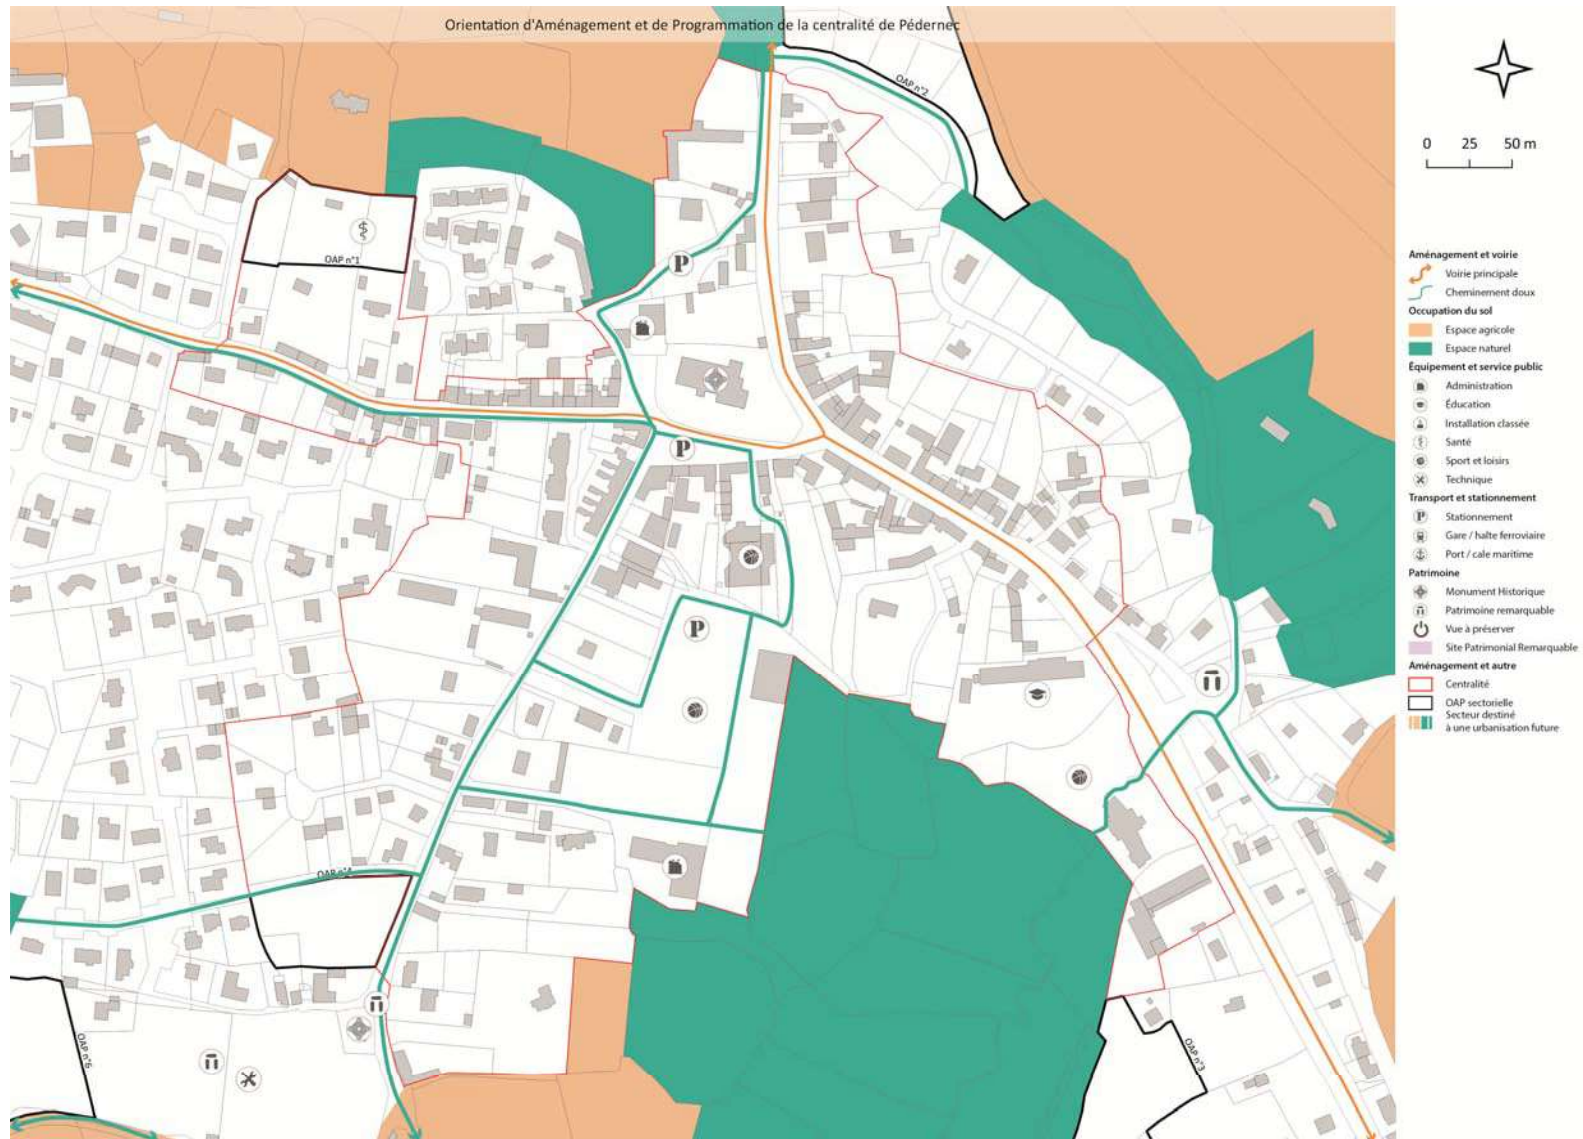 Orientation d'Aménagement et de Programmation de la centralité de Pédernec
OAP n°2
0 25 50 m
OAP n°1
P
P
P
OAP n°4
OAP n°6
OAP n°3
Aménagement et voirie
Voirie principale
Cheminement doux
Occupation du sol
Espace agricole
Espace naturel
Équipement et service public
Administration
Éducation
Installation classée
Santé
Sport et loisirs
Technique
Transport et stationnement
P Stationnement
Gare / halte ferroviaire
Port / cale maritime
Patrimoine
Monument Historique
Patrimoine remarquable
Vue à préserver
Site Patrimonial Remarquable
Aménagement et autre
Centralité
OAP sectorielle
Secteur destiné
à une urbanisation future